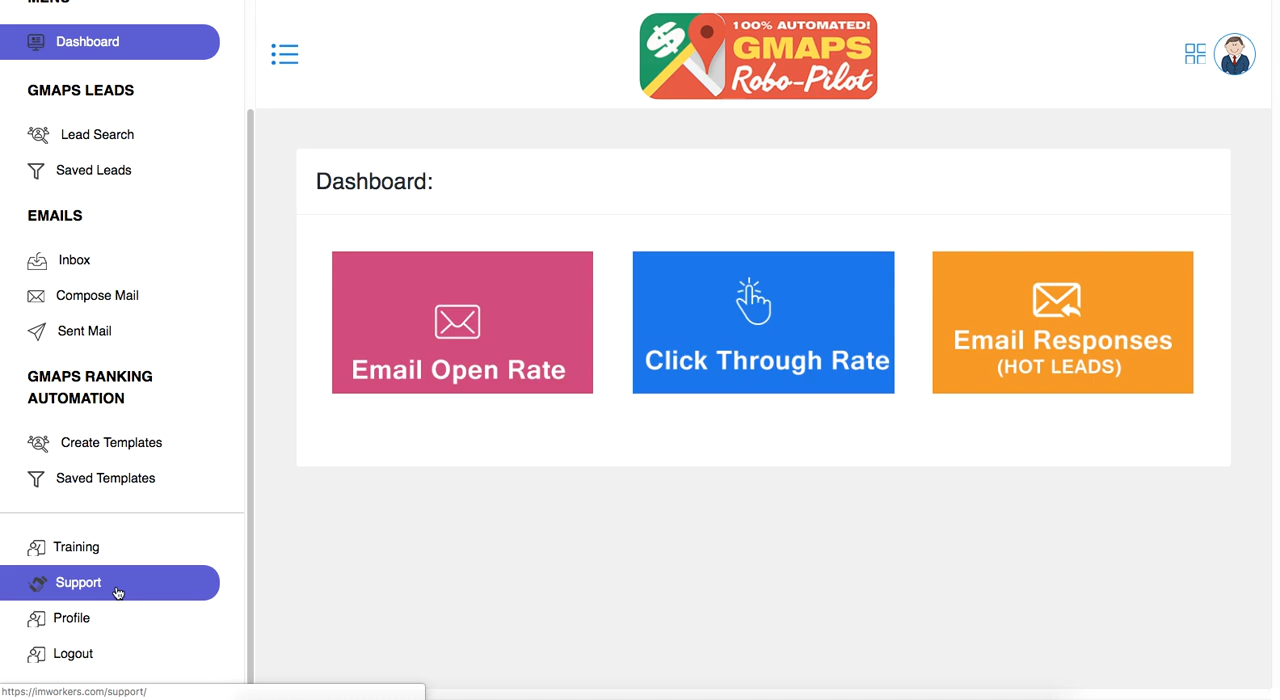 MENU
Dashboard
GMAPS LEADS
Lead Search
Saved Leads
EMAILS
Inbox
Compose Mail
Sent Mail
GMAPS RANKING
AUTOMATION
Create Templates
Saved Templates
Training
Support
Profile
Logout
https://imworkers.com/support/
100% AUTOMATED!
GMAPS
Robo-Pilot
Dashboard:
Email Open Rate
Click Through Rate
Email Responses
(HOT LEADS)